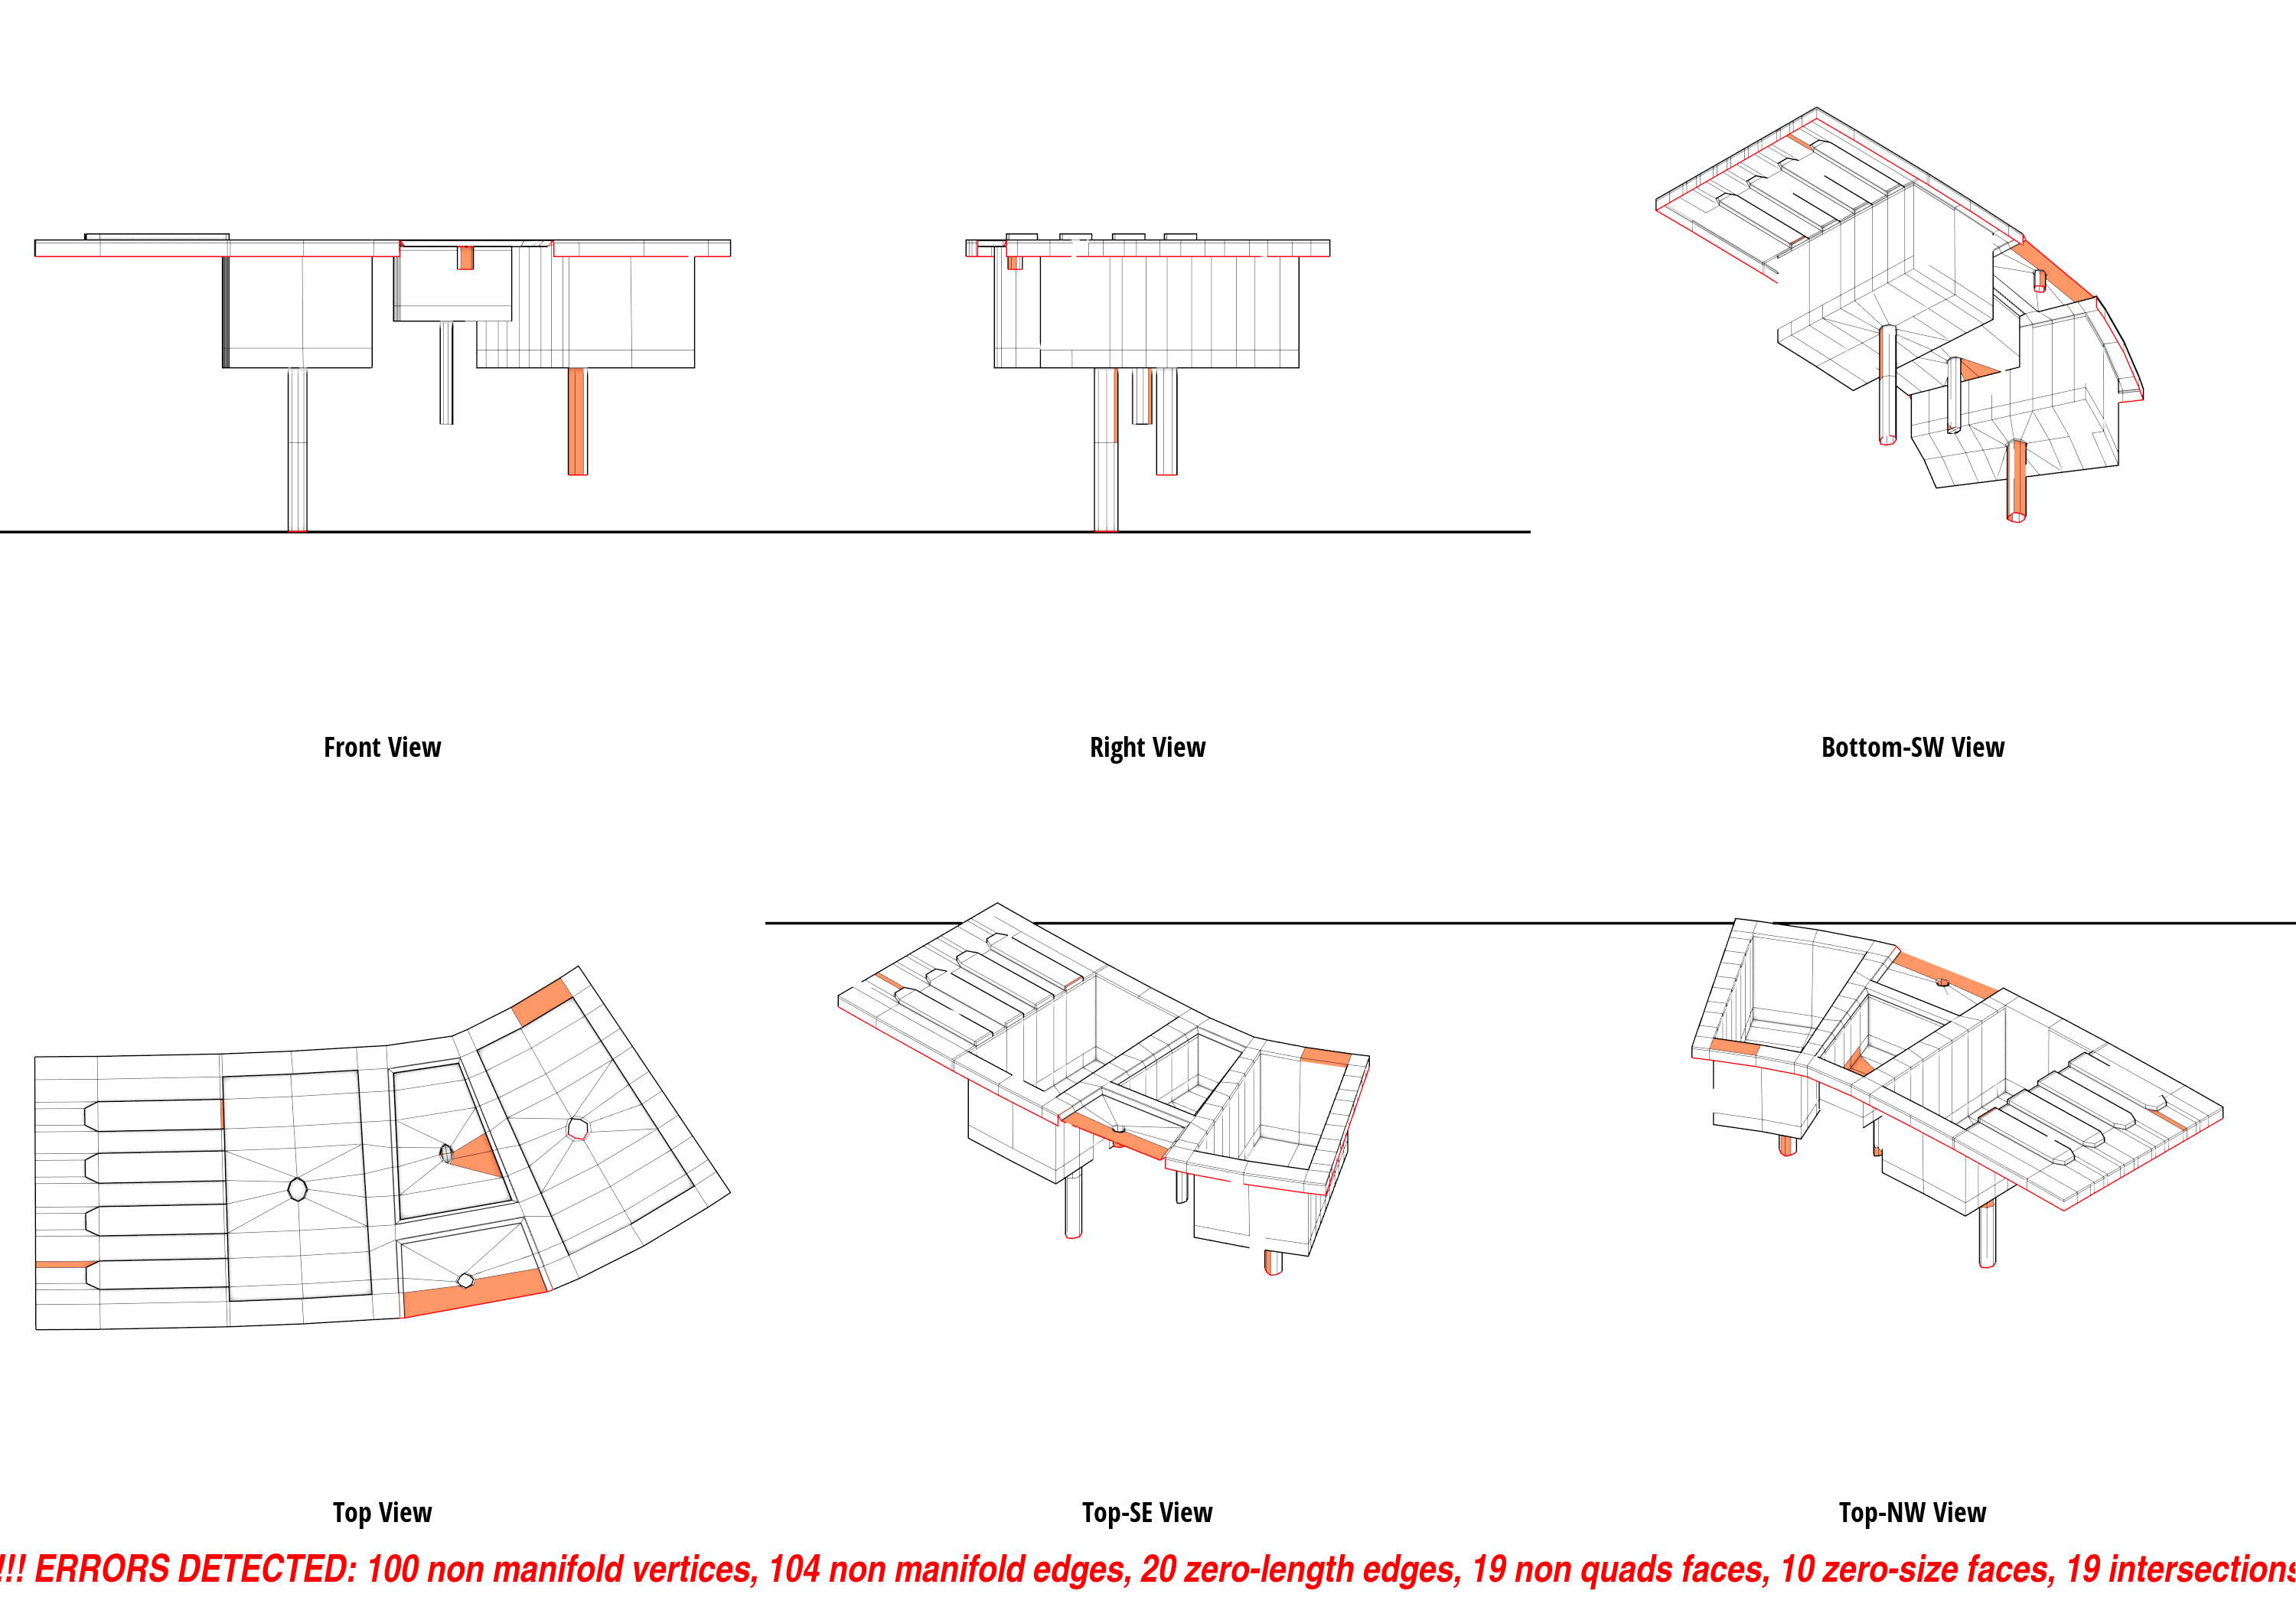 Front View
Right View
Bottom-SW View
Top View
Top-SE View
Top-NW View
!!! ERRORS DETECTED: 100 non manifold vertices, 104 non manifold edges, 20 zero-length edges, 19 non quads faces, 10 zero-size faces, 19 intersections